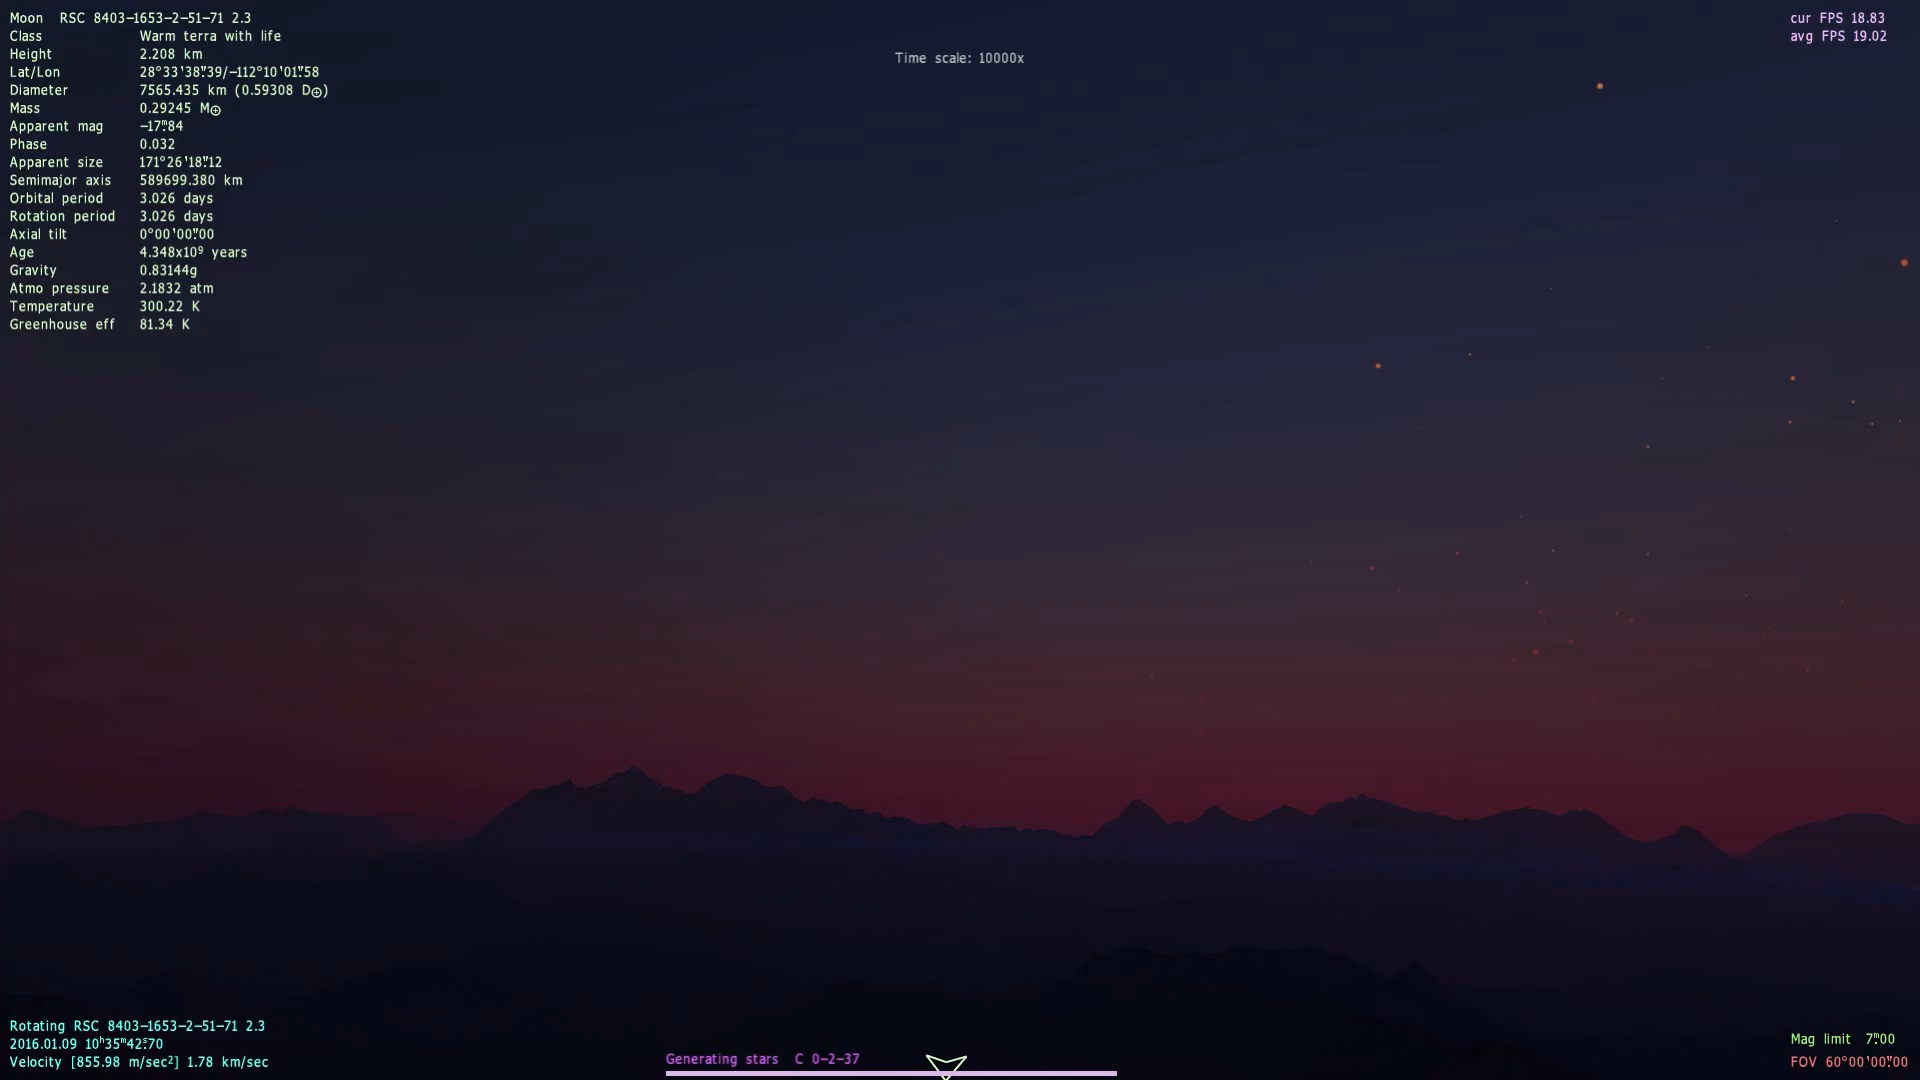 Moon RSC 8403-1653-2-51-71 2.3
Class Warm terra with life
Height 2.208 km
Lat/Lon 28°33'38"39/-112°10'01"58
Diameter 7565.435 km (0.59308 D⊕)
Mass 0.29245 M⊕
Apparent mag -17ᵐ84
Phase 0.032
Apparent size 171°26'18"12
Semimajor axis 589699.380 km
Orbital period 3.026 days
Rotation period 3.026 days
Axial tilt 0°00'00"00
Age 4.348x10⁹ years
Gravity 0.83144g
Atmo pressure 2.1832 atm
Temperature 300.22 K
Greenhouse eff 81.34 K
Time scale: 10000x
cur FPS 18.83
avg FPS 19.02
Rotating RSC 8403-1653-2-51-71 2.3
2016.01.09 10ʰ35ᵐ42ˢ70
Velocity [855.98 m/sec²] 1.78 km/sec
Generating stars C 0-2-37
Mag limit 7ᵐ00
FOV 60°00'00"00